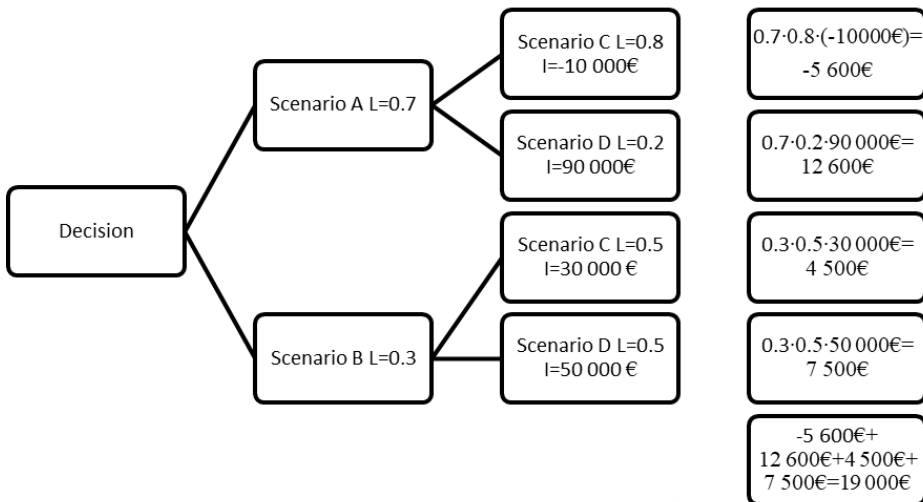 Decision
Scenario A L=0.7
Scenario B L=0.3
Scenario C L=0.8
I=-10 000€
Scenario D L=0.2
I=90 000€
Scenario C L=0.5
I=30 000 €
Scenario D L=0.5
I=50 000 €
0.7·0.8·(-10000€)=
-5 600€
0.7·0.2·90 000€=
12 600€
0.3·0.5·30 000€=
4 500€
0.3·0.5·50 000€=
7 500€
-5 600€+
12 600€+4 500€+
7 500€=19 000€